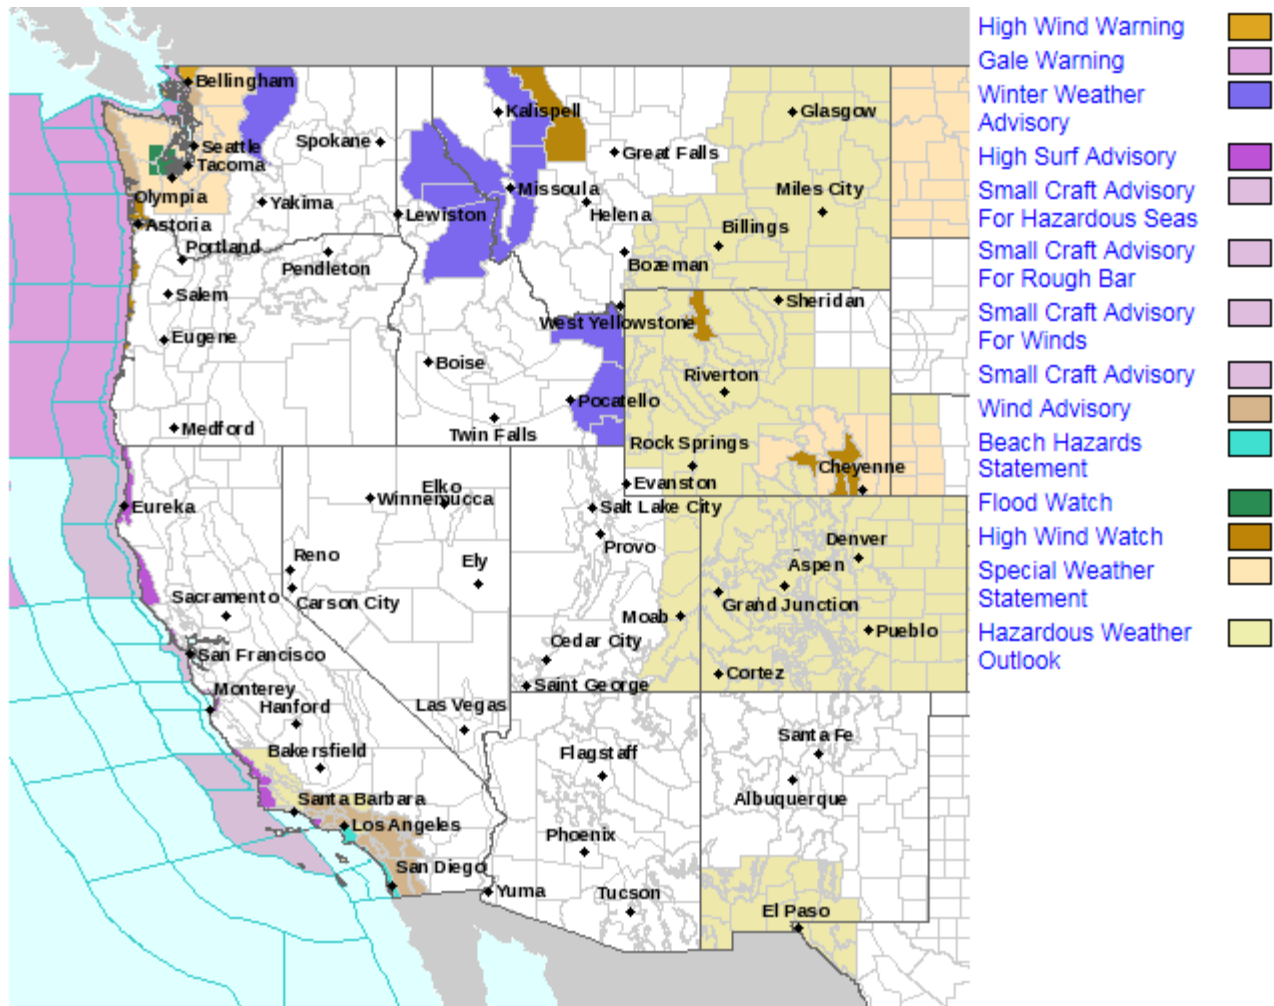 High Wind Warning
Gale Warning
Winter Weather
Advisory
High Surf Advisory
Small Craft Advisory
For Hazardous Seas
Small Craft Advisory
For Rough Bar
Small Craft Advisory
For Winds
Small Craft Advisory
Wind Advisory
Beach Hazards
Statement
Flood Watch
High Wind Watch
Special Weather
Statement
Hazardous Weather
Outlook
Bellingham
Kalispell
Glasgow
Spokane
Seattle
Great Falls
Tacoma
Olympia
Missoula
Miles City
Yakima
Lewiston
Helena
Astoria
Billings
Portland
Pendleton
Bozeman
Salem
Sheridan
West Yellowstone
Eugene
Boise
Riverton
Pocatello
Medford
Twin Falls
Rock Springs
Cheyenne
Elko
Evanston
Winnemucca
Eureka
Salt Lake City
Denver
Provo
Reno
Ely
Aspen
Sacramento
Carson City
Grand Junction
Moab
Pueblo
Cedar City
San Francisco
Cortez
Saint George
Monterey
Hanford
Las Vegas
Santa Fe
Bakersfield
Flagstaff
Santa Barbara
Albuquerque
Los Angeles
Phoenix
San Diego
Yuma
Tucson
El Paso